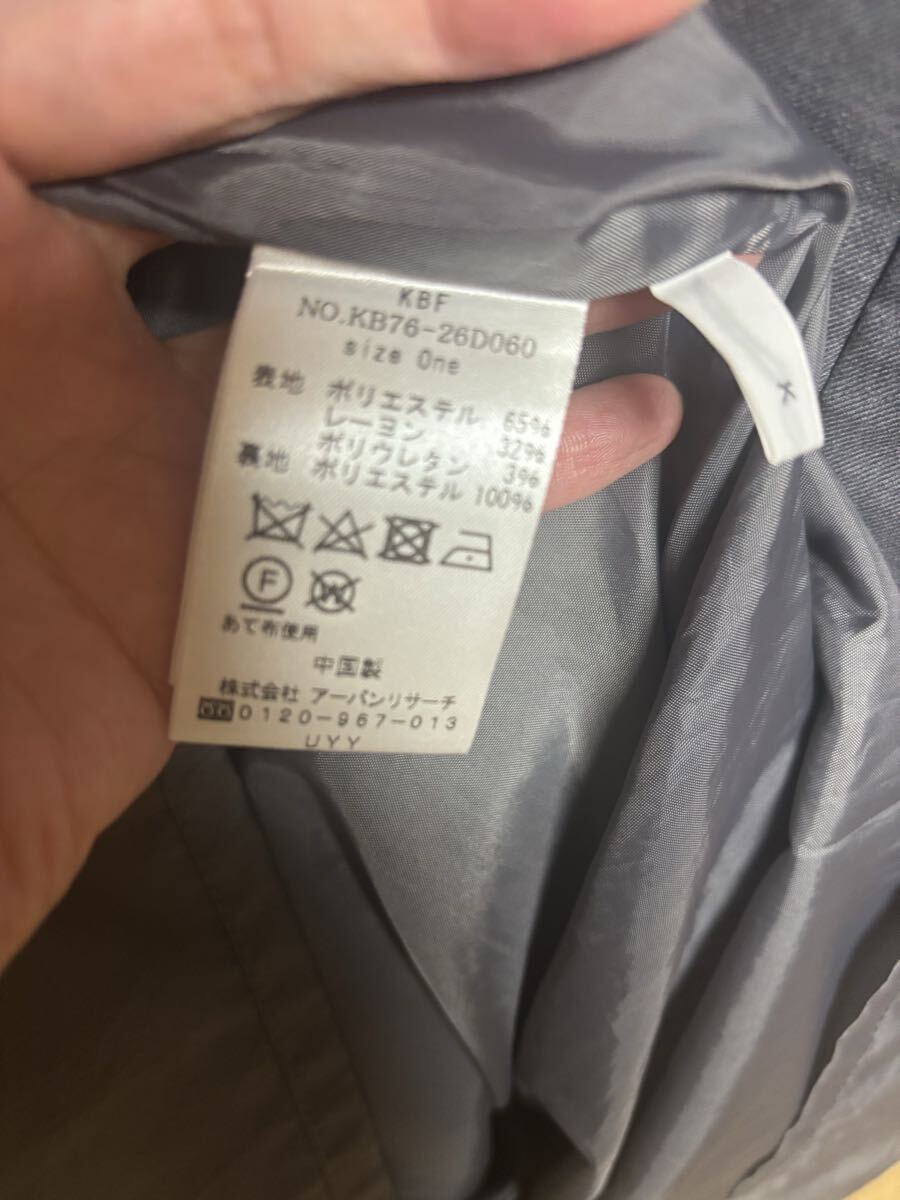 KBF
NO.KB76-26D060
size One
表地 ポリエステル 65%
レーヨン 32%
ポリウレタン 3%
裏地 ポリエステル 100%
F W
あて布使用
中国製
株式会社 アーバンリサーチ
0120-967-013
UYY